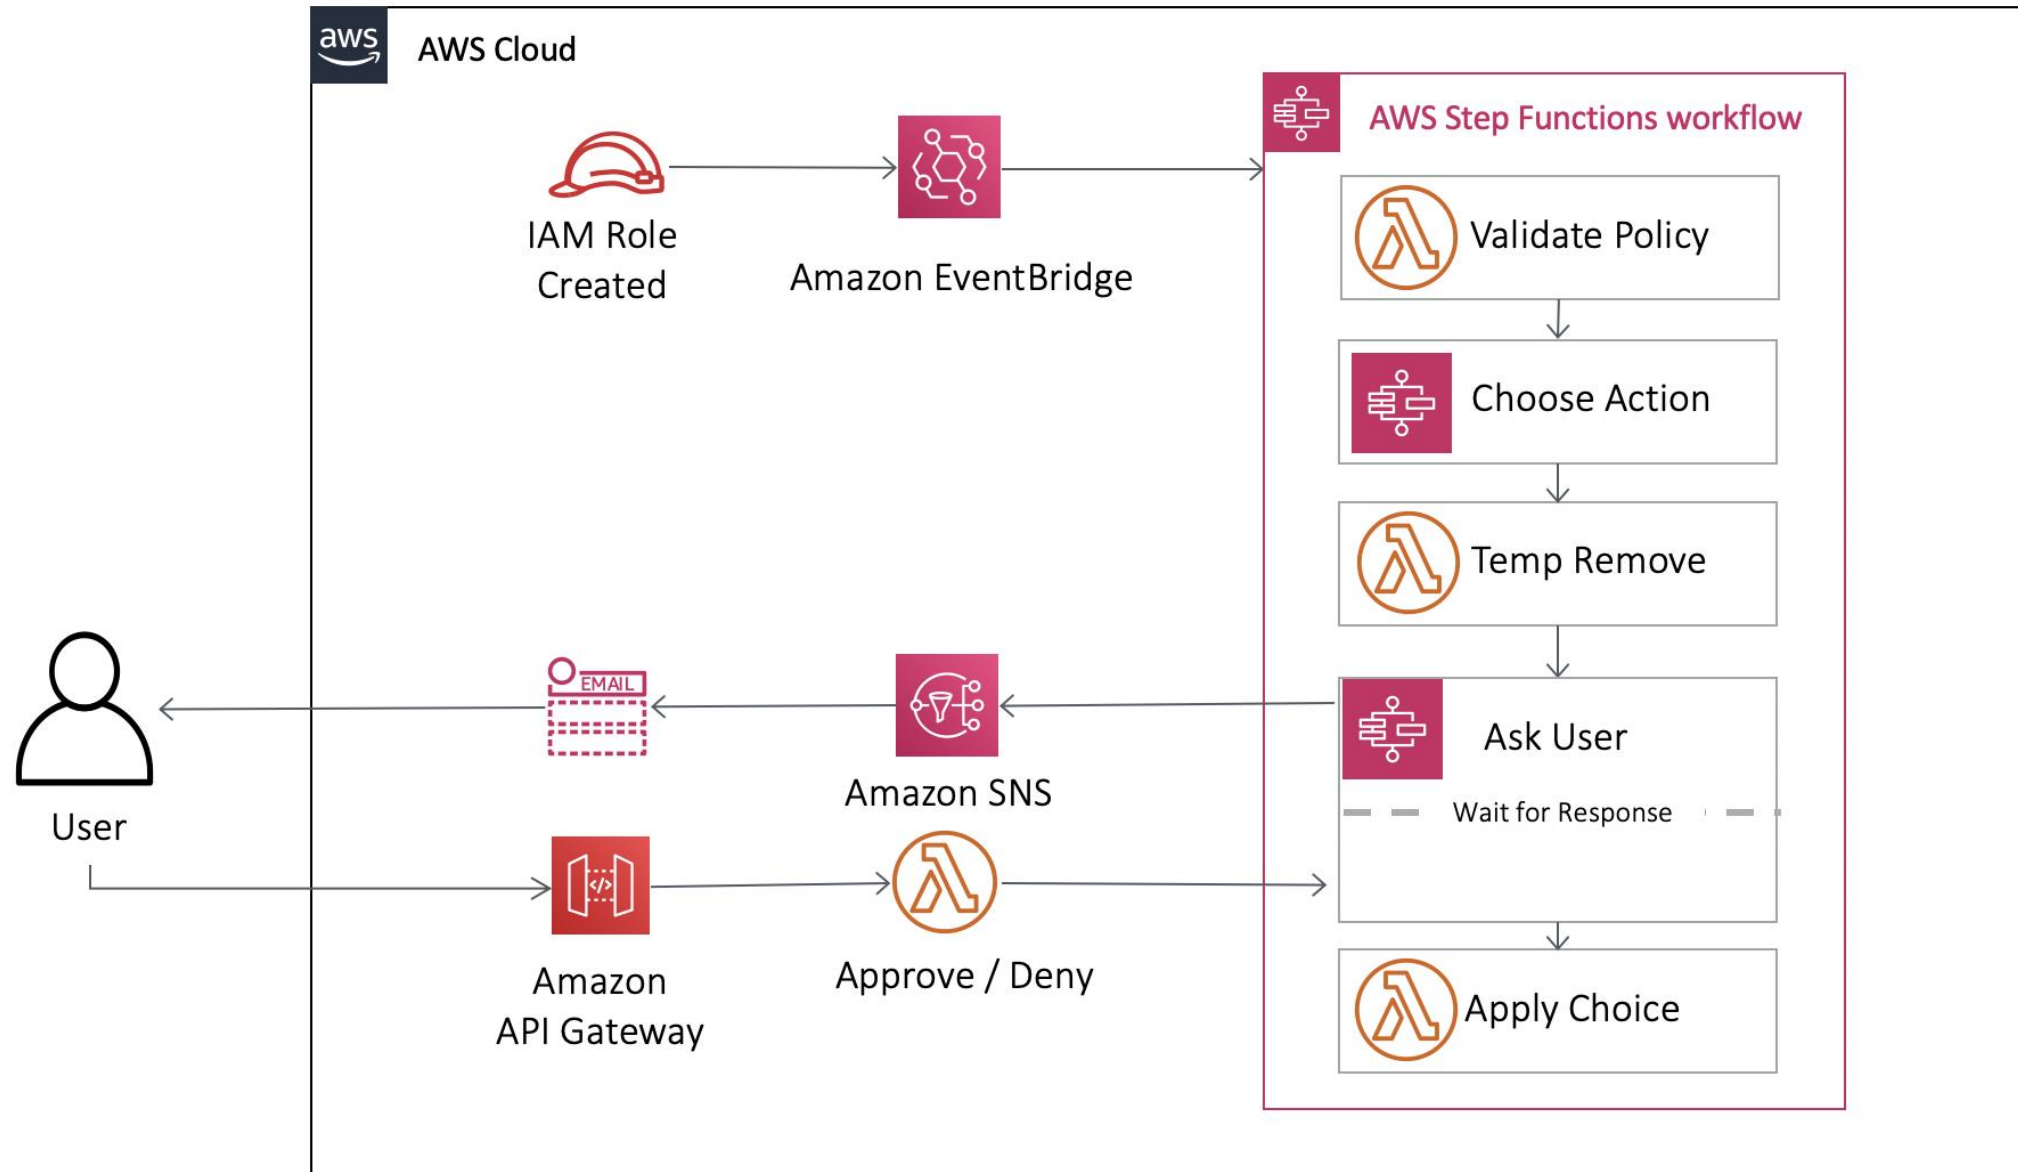 aws
AWS Cloud
AWS Step Functions workflow
IAM Role
Created
Amazon EventBridge
Validate Policy
Choose Action
Temp Remove
EMAIL
Amazon SNS
Ask User
Wait for Response
User
</>
Amazon
API Gateway
Approve / Deny
Apply Choice